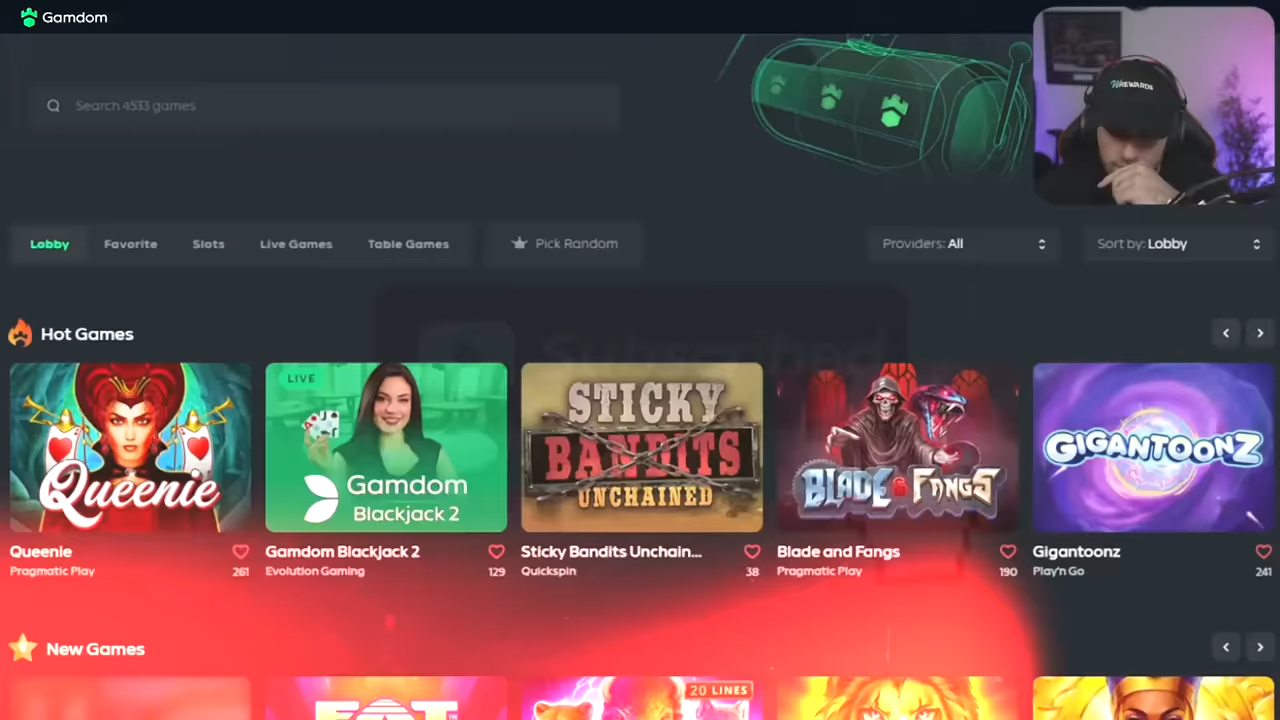 Gamdom
WREWARDS
Search 4533 games
Lobby
Favorite
Slots
Live Games
Table Games
Pick Random
Providers: All
Sort by: Lobby
Hot Games
Subscribed
Queenie
LIVE
Gamdom
Blackjack 2
STICKY
BANDITS
UNCHAINED
BLADE & FANGS
GIGANTOONZ
Queenie
Pragmatic Play
261
Gamdom Blackjack 2
Evolution Gaming
129
Sticky Bandits Unchain...
Quickspin
38
Blade and Fangs
Pragmatic Play
190
Gigantoonz
Play'n Go
241
New Games
20 LINES